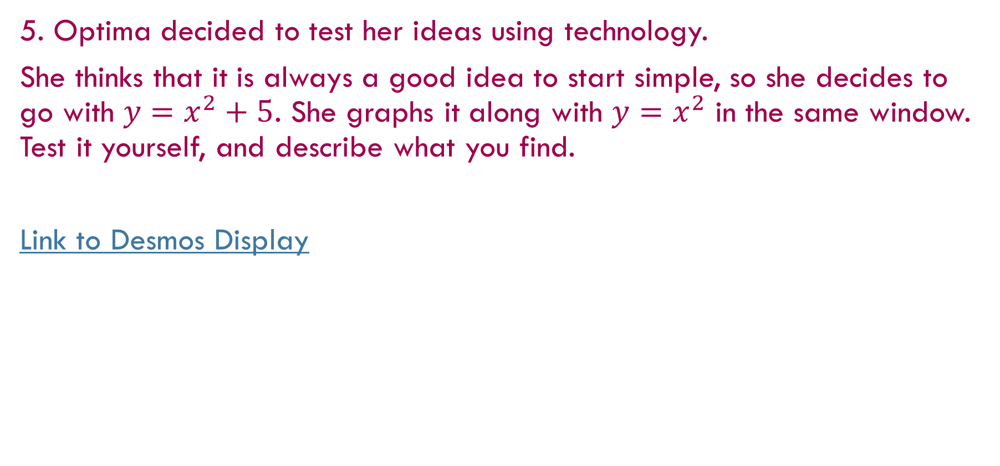 5. Optima decided to test her ideas using technology.
She thinks that it is always a good idea to start simple, so she decides to
go with y = x² + 5. She graphs it along with y = x² in the same window.
Test it yourself, and describe what you find.
Link to Desmos Display